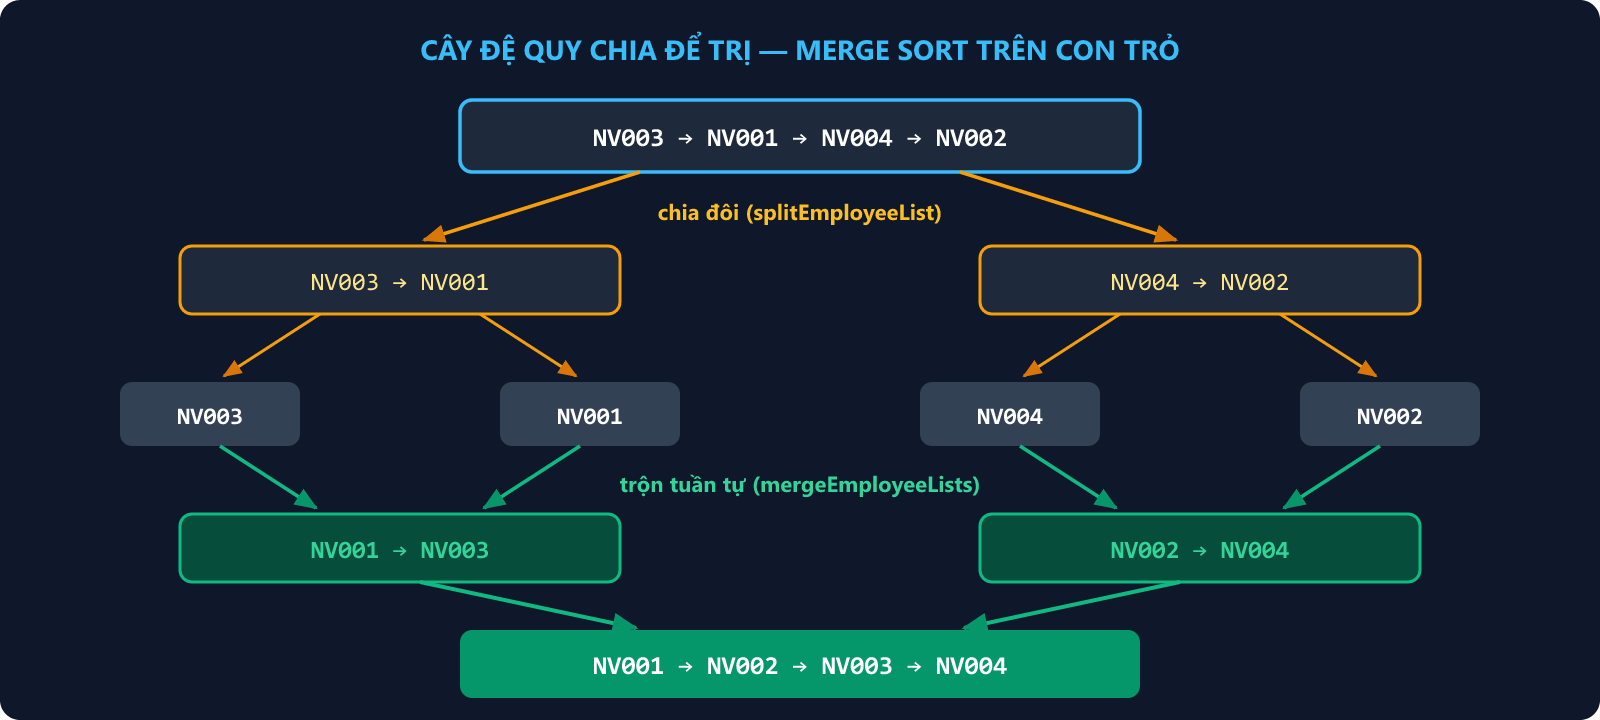 CÂY ĐỆ QUY CHIA ĐỂ TRỊ — MERGE SORT TRÊN CON TRỎ
NV003 → NV001 → NV004 → NV002
chia đôi (splitEmployeeList)
NV003 → NV001
NV004 → NV002
NV003
NV001
NV004
NV002
trộn tuần tự (mergeEmployeeLists)
NV001 → NV003
NV002 → NV004
NV001 → NV002 → NV003 → NV004